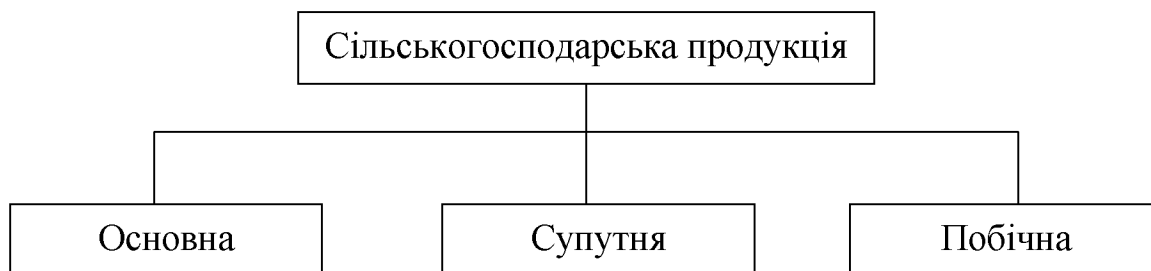 Сільськогосподарська продукція
Основна
Супутня
Побічна